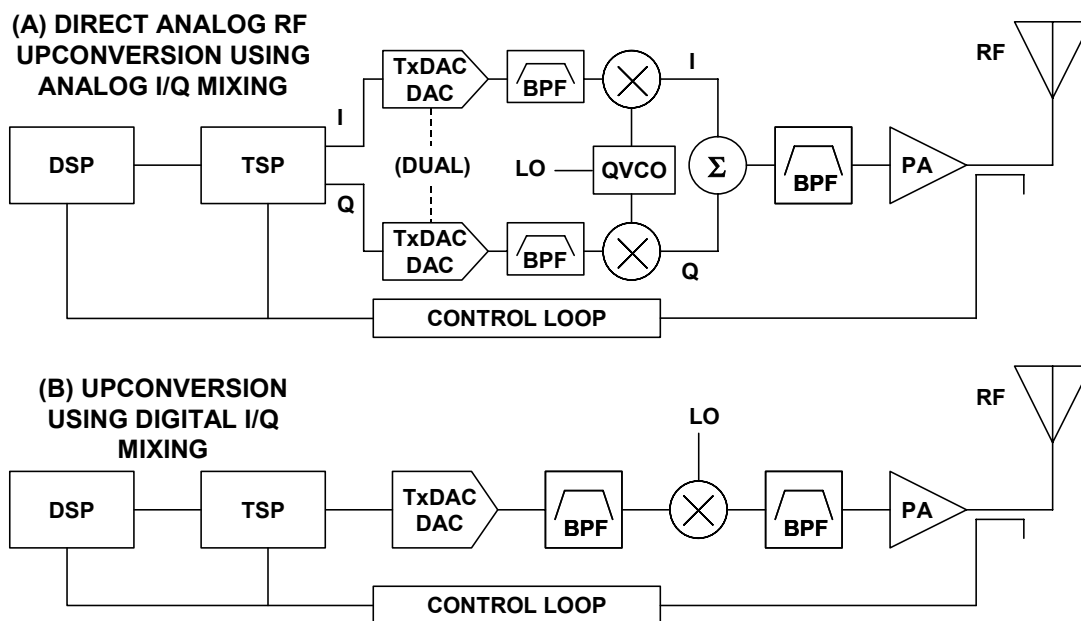 (A) DIRECT ANALOG RF
UPCONVERSION USING
ANALOG I/Q MIXING
DSP
TSP
I
Q
TxDAC
DAC
(DUAL)
TxDAC
DAC
BPF
BPF
LO
QVCO
I
Q
Σ
BPF
PA
RF
CONTROL LOOP
(B) UPCONVERSION
USING DIGITAL I/Q
MIXING
DSP
TSP
TxDAC
DAC
BPF
LO
BPF
PA
RF
CONTROL LOOP